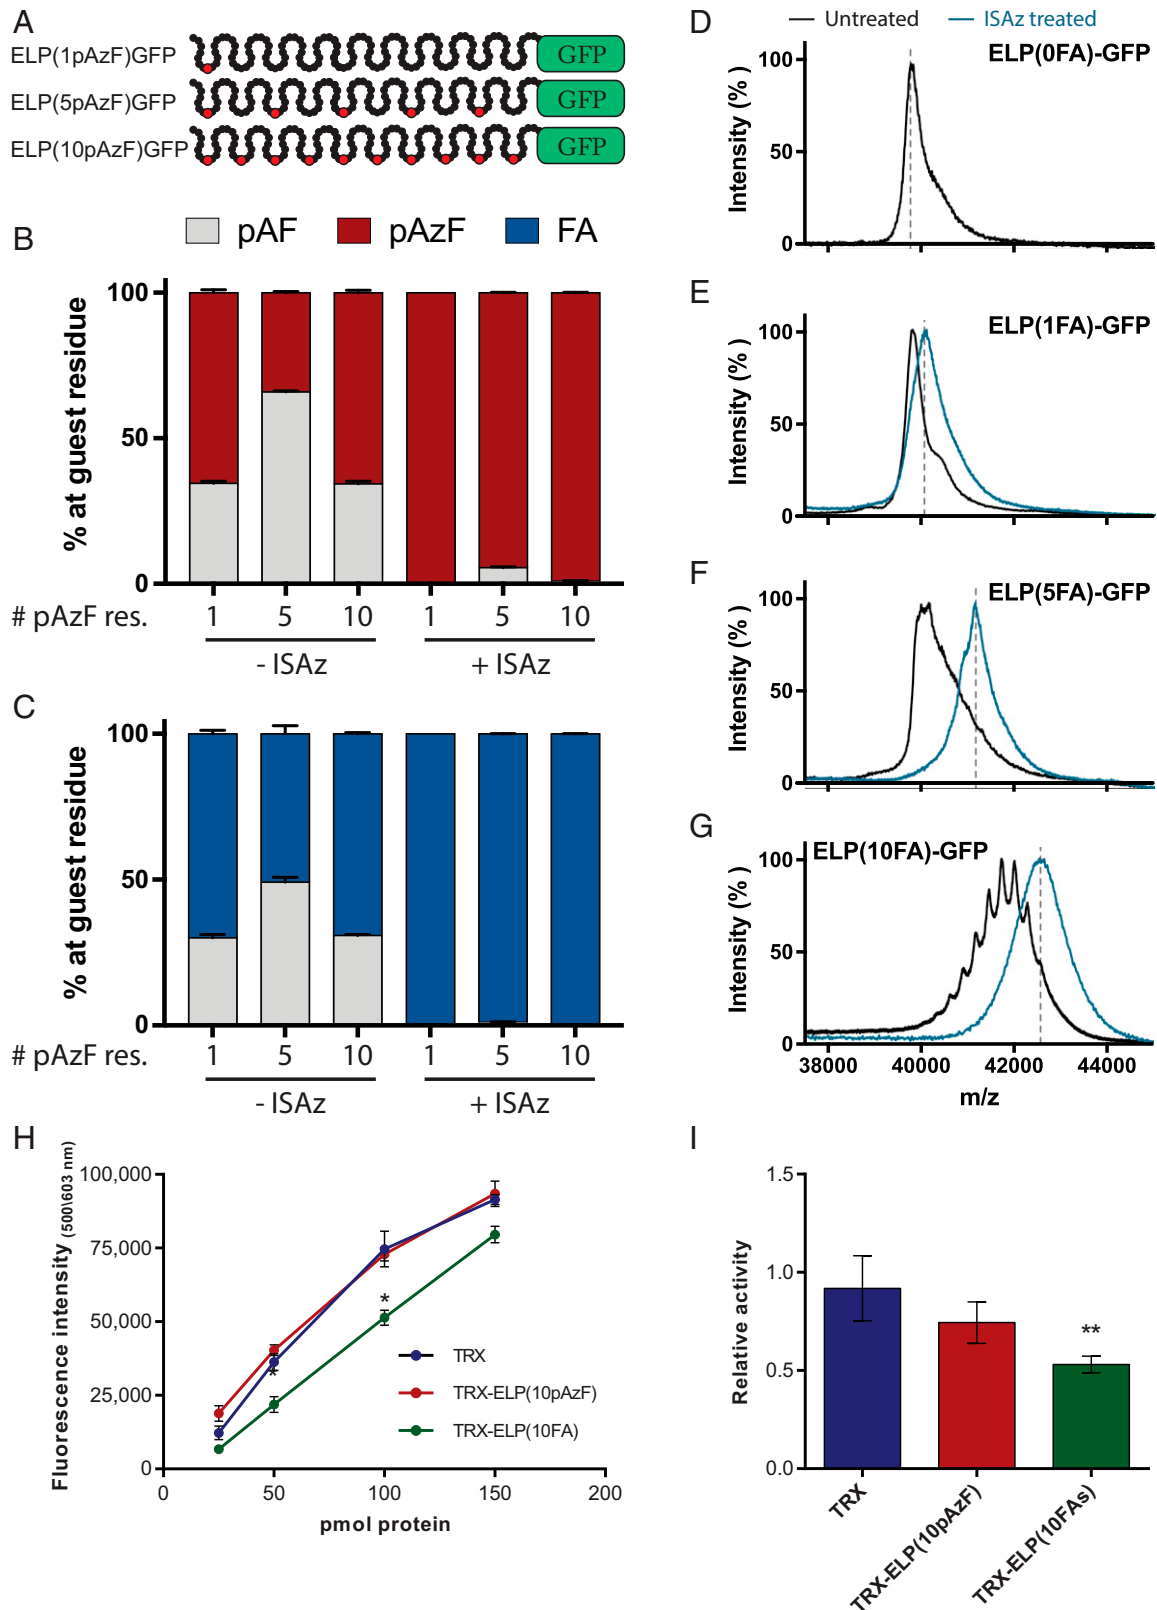 A
ELP(1pAzF)GFP
GFP
ELP(5pAzF)GFP
GFP
ELP(10pAzF)GFP
GFP
B
pAF
pAzF
FA
% at guest residue
100
50
0
# pAzF res.
1 5 10 1 5 10
- ISAz
+ ISAz
C
% at guest residue
100
50
0
# pAzF res.
1 5 10 1 5 10
- ISAz
+ ISAz
D
Untreated
ISAz treated
ELP(0FA)-GFP
Intensity (% )
100
50
0
E
ELP(1FA)-GFP
Intensity (% )
100
50
0
F
ELP(5FA)-GFP
Intensity (% )
100
50
0
G
ELP(10FA)-GFP
Intensity (% )
100
50
0
38000 40000 42000 44000
m/z
H
Fluorescence intensity (500\603 nm)
100,000
75,000
50,000
25,000
0
*
*
TRX
TRX-ELP(10pAzF)
TRX-ELP(10FA)
0 50 100 150 200
pmol protein
I
Relative activity
1.5
1.0
0.5
0.0
**
TRX
TRX-ELP(10pAzF)
TRX-ELP(10FAs)